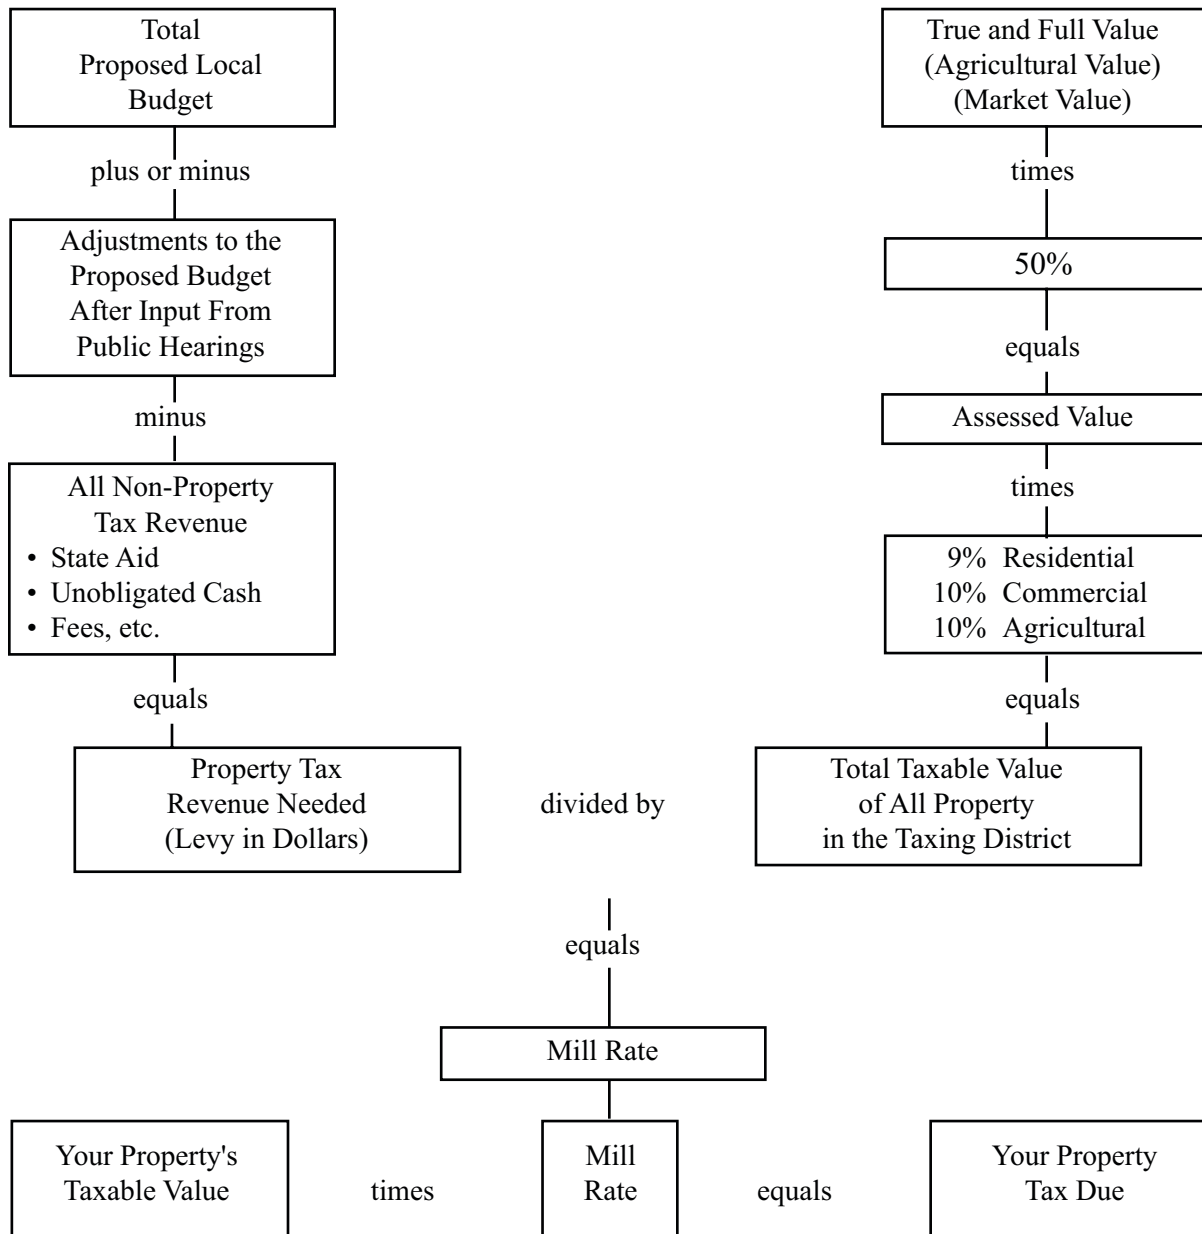 Total
Proposed Local
Budget
plus or minus
Adjustments to the
Proposed Budget
After Input From
Public Hearings
minus
All Non-Property
Tax Revenue
• State Aid
• Unobligated Cash
• Fees, etc.
equals
Property Tax
Revenue Needed
(Levy in Dollars)
divided by
True and Full Value
(Agricultural Value)
(Market Value)
times
50%
equals
Assessed Value
times
9% Residential
10% Commercial
10% Agricultural
equals
Total Taxable Value
of All Property
in the Taxing District
equals
Mill Rate
Your Property's
Taxable Value
times
Mill
Rate
equals
Your Property
Tax Due